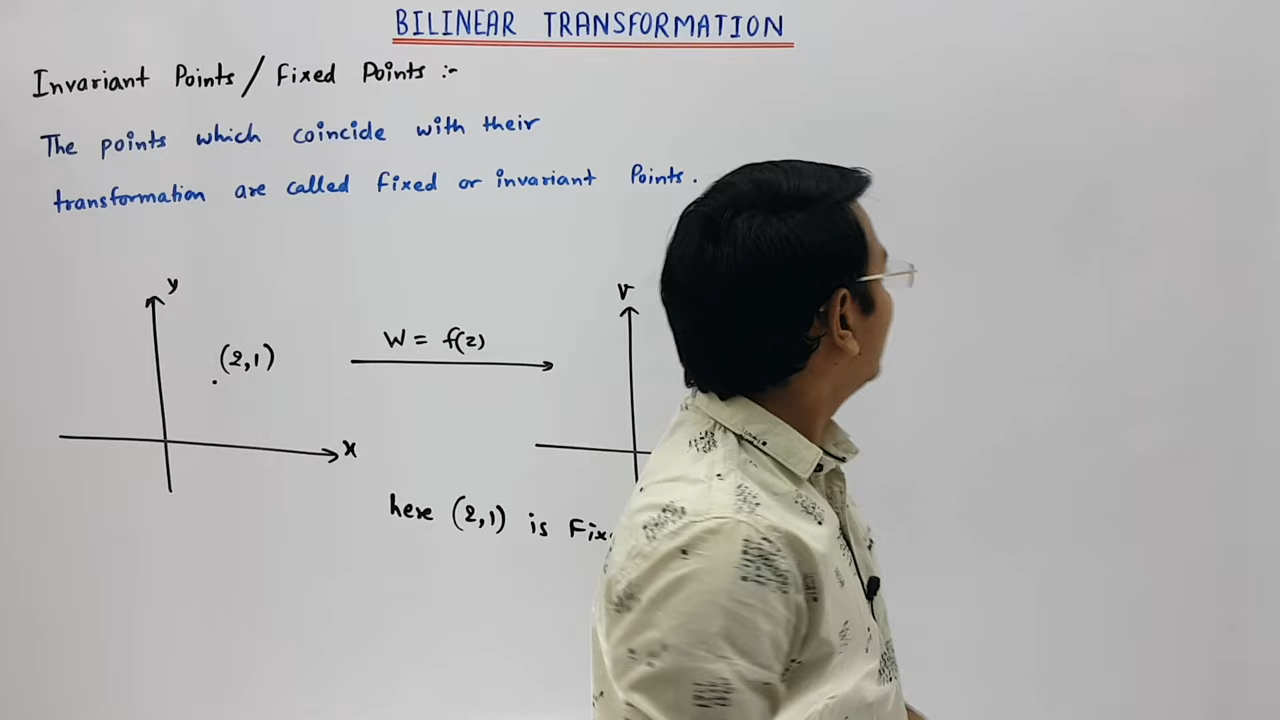 BILINEAR TRANSFORMATION
Invariant Points / Fixed Points :-
The points which coincide with their
transformation are called fixed or invariant Points.
y
(2,1)
x
W = f(z)
v
here (2,1) is Fix